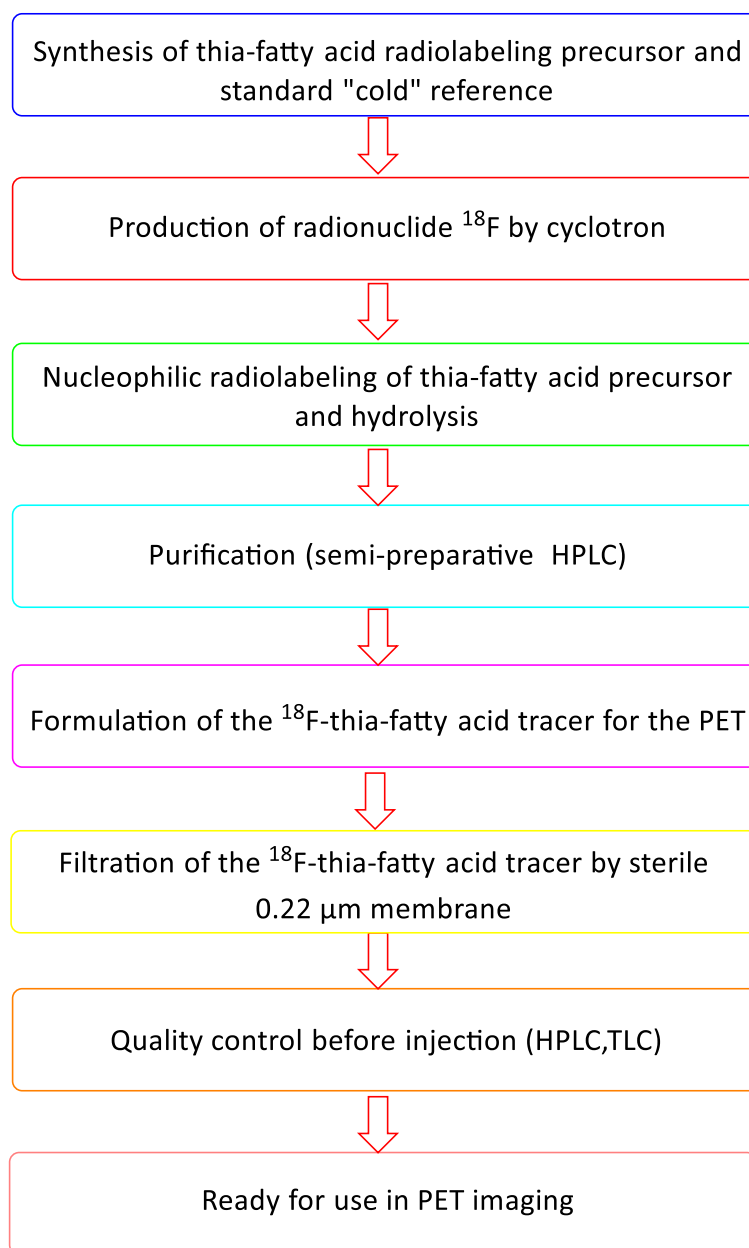 Synthesis of thia-fatty acid radiolabeling precursor and
standard "cold" reference
Production of radionuclide ¹⁸F by cyclotron
Nucleophilic radiolabeling of thia-fatty acid precursor
and hydrolysis
Purification (semi-preparative  HPLC)
Formulation of the ¹⁸F-thia-fatty acid tracer for the PET
Filtration of the ¹⁸F-thia-fatty acid tracer by sterile
0.22 μm membrane
Quality control before injection (HPLC,TLC)
Ready for use in PET imaging